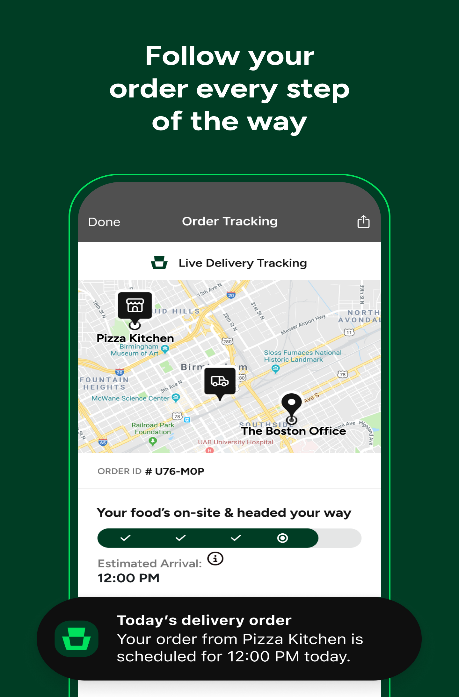 Follow your
order every step
of the way
Done
Order Tracking
Live Delivery Tracking
NORTH
AVONDAL
Pizza Kitchen
Birmingham
Museum of Art
Sloss Furnaces National
Historic Landmark
FOUNTAIN
HEIGHTS
McWane Science Center
Railroad Park
Foundation
SOUTHSIDE
The Boston Office
UAB University Hospital
ORDER ID # U76-M0P
Your food's on-site & headed your way
Estimated Arrival:
12:00 PM
Today's delivery order
Your order from Pizza Kitchen is
scheduled for 12:00 PM today.